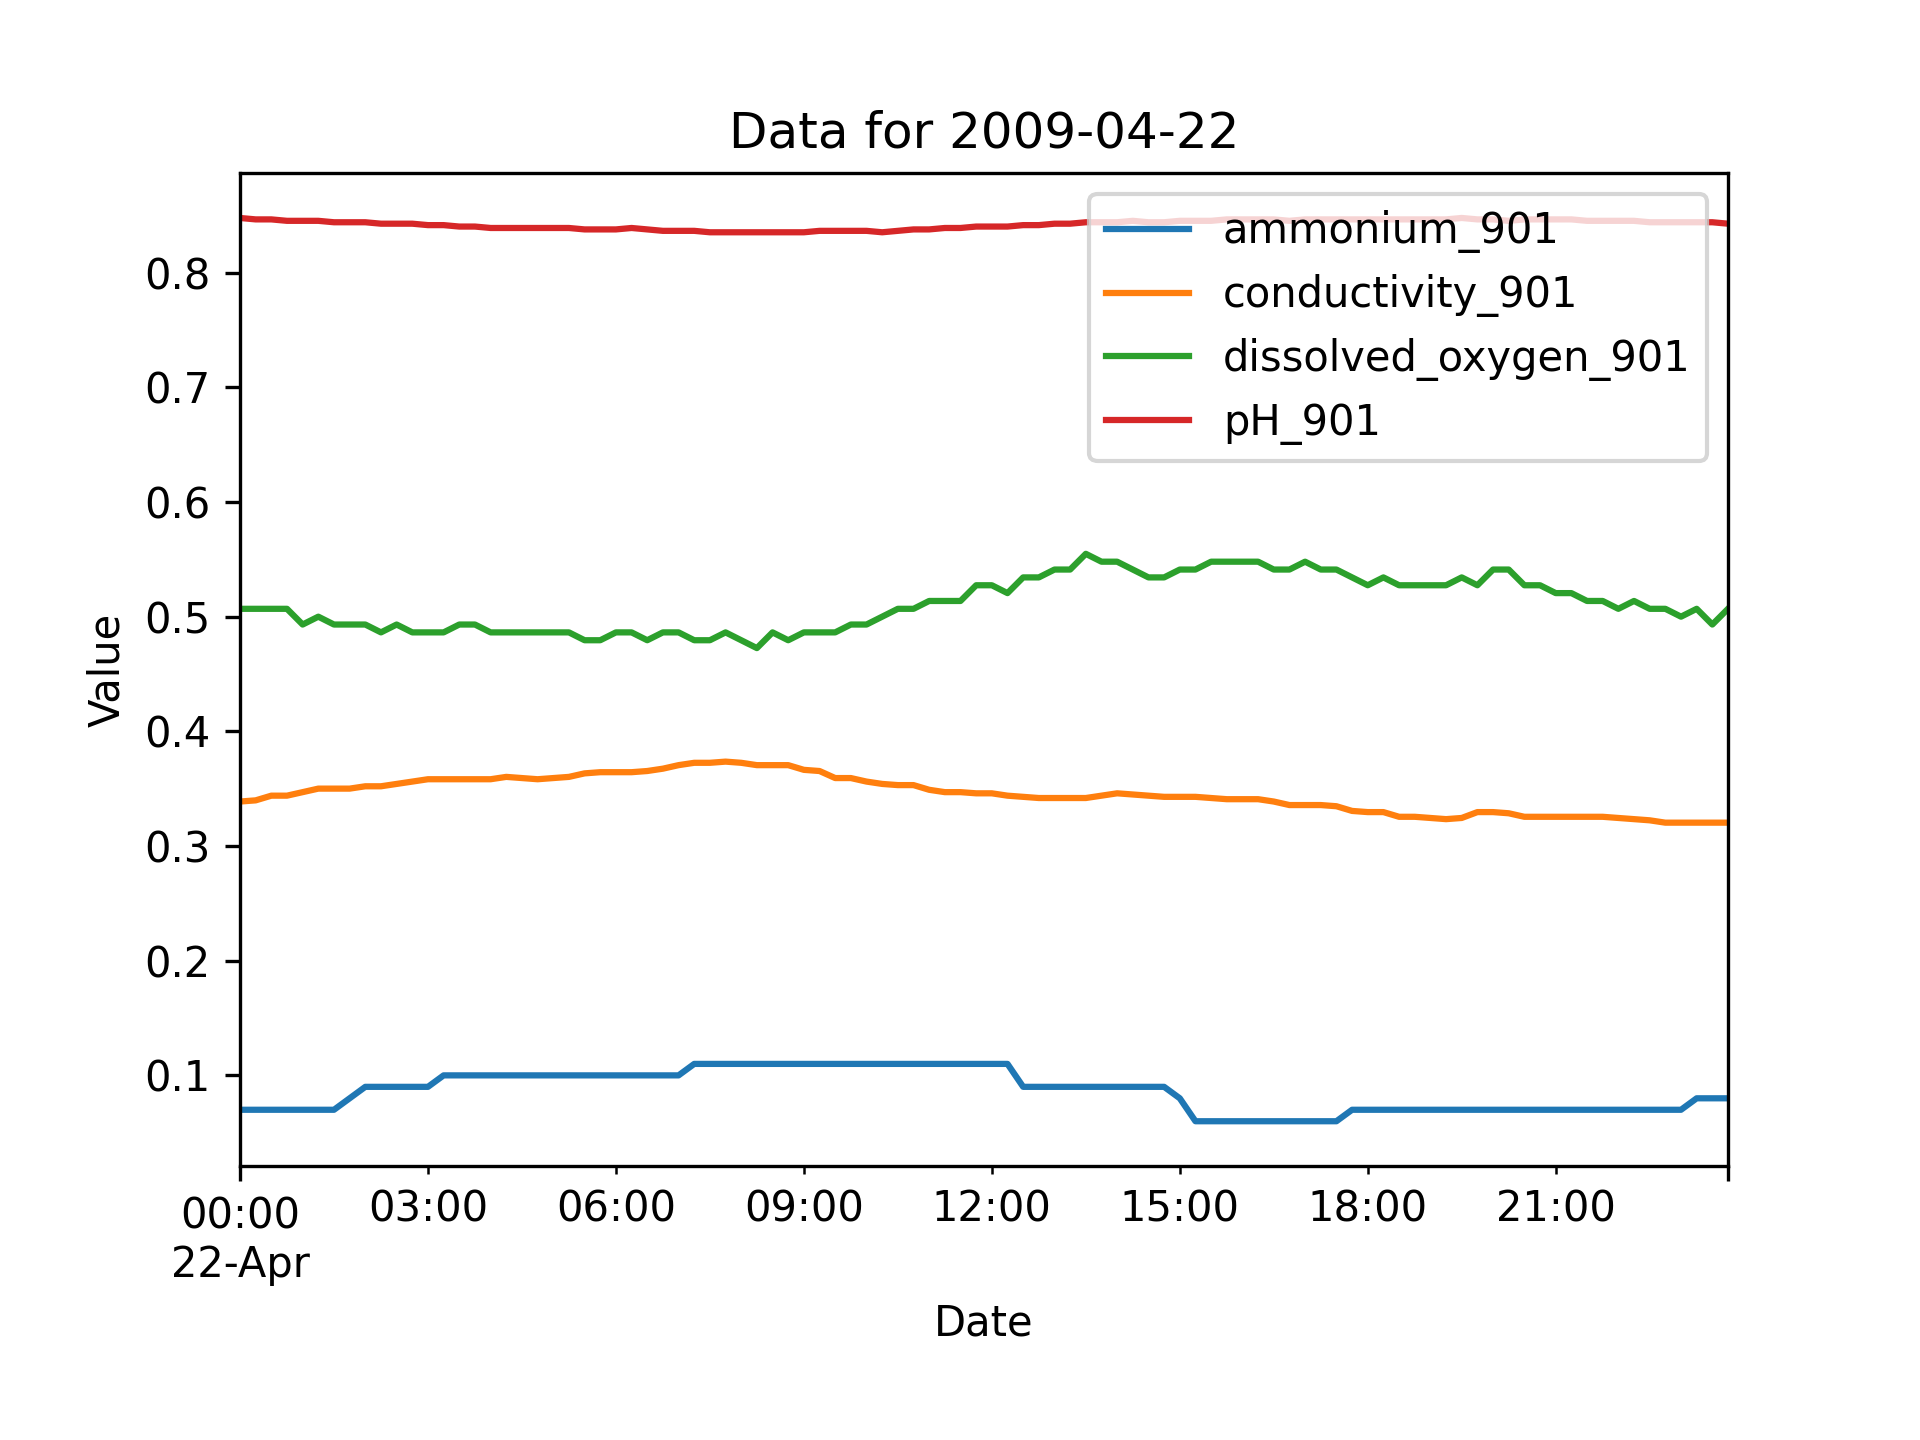 Data for 2009-04-22
ammonium_901
conductivity_901
dissolved_oxygen_901
pH_901
Value
0.8
0.7
0.6
0.5
0.4
0.3
0.2
0.1
00:00 03:00 06:00 09:00 12:00 15:00 18:00 21:00
22-Apr
Date